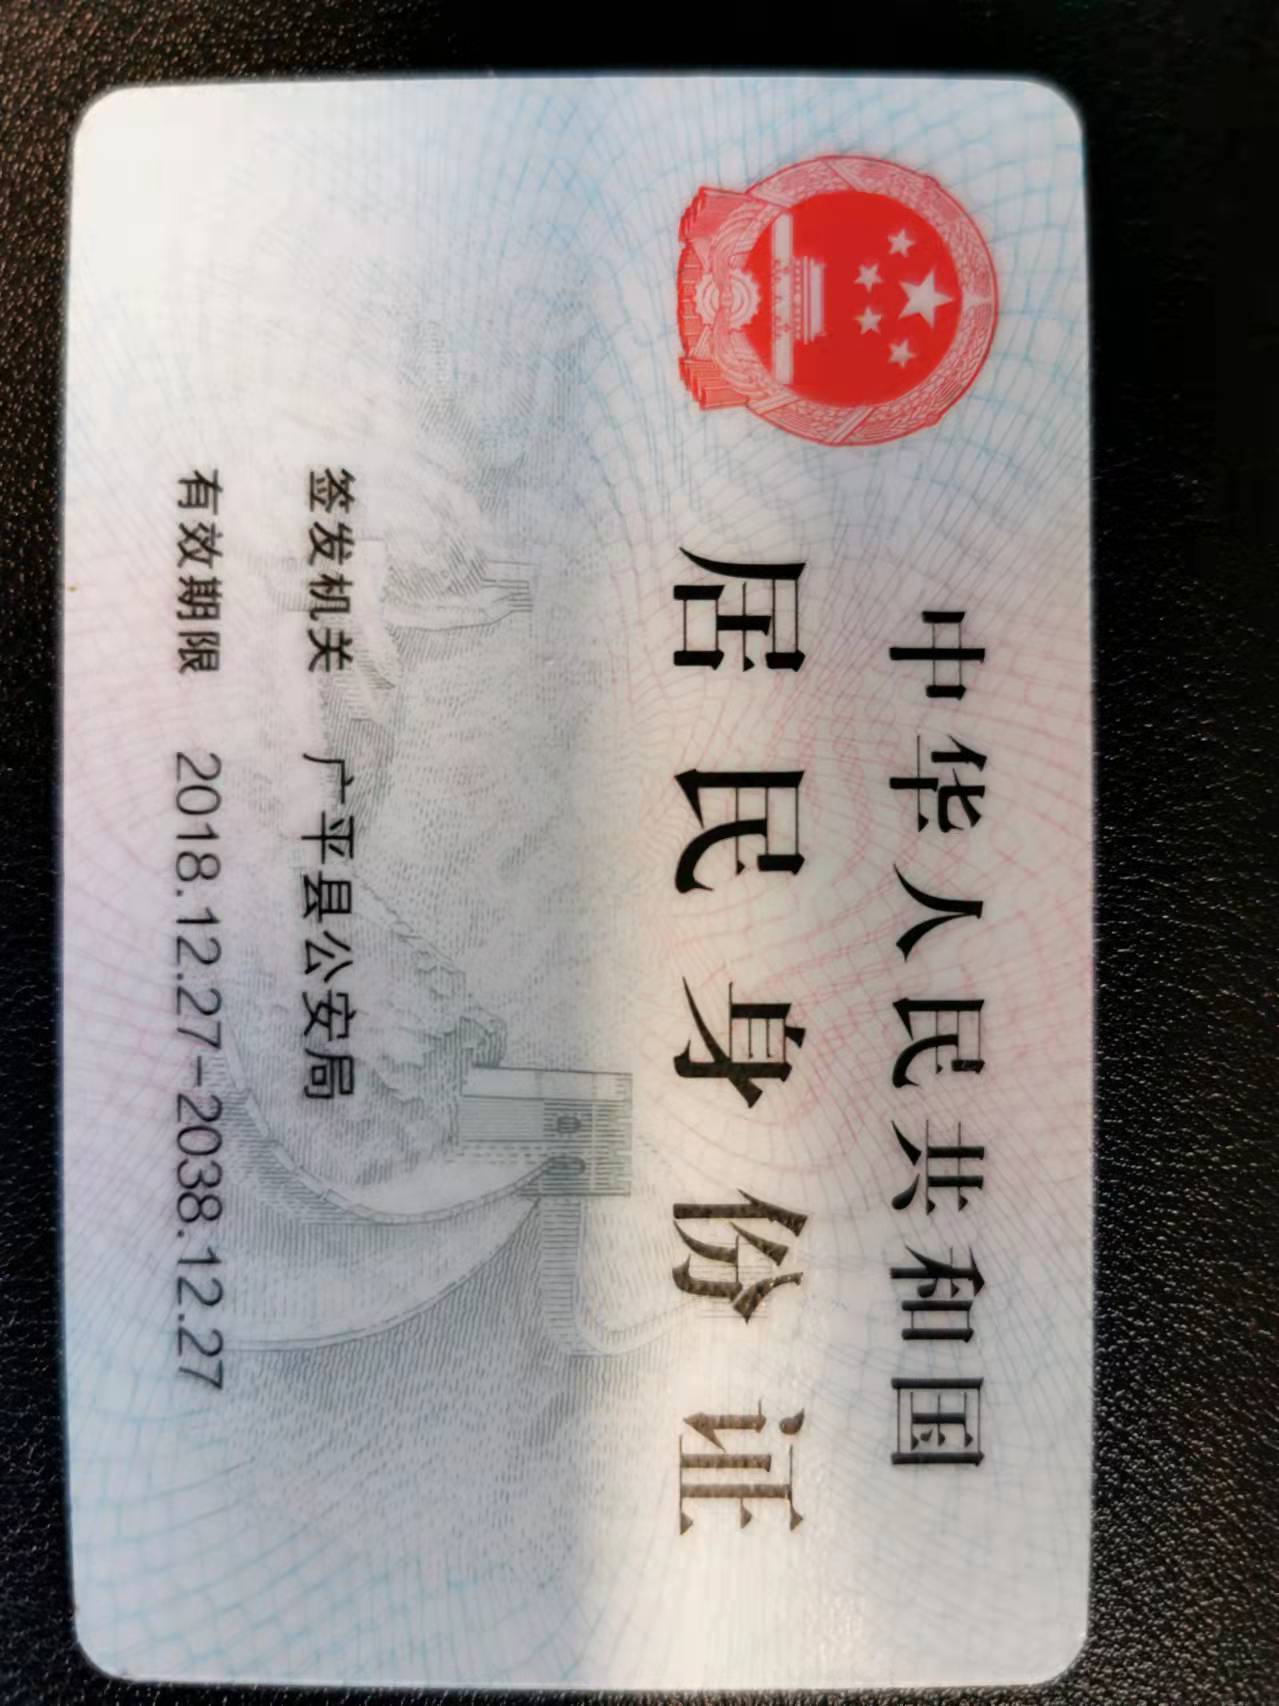 中华人民共和国
居民身份证
签发机关 广平县公安局
有效期限 2018.12.27-2038.12.27